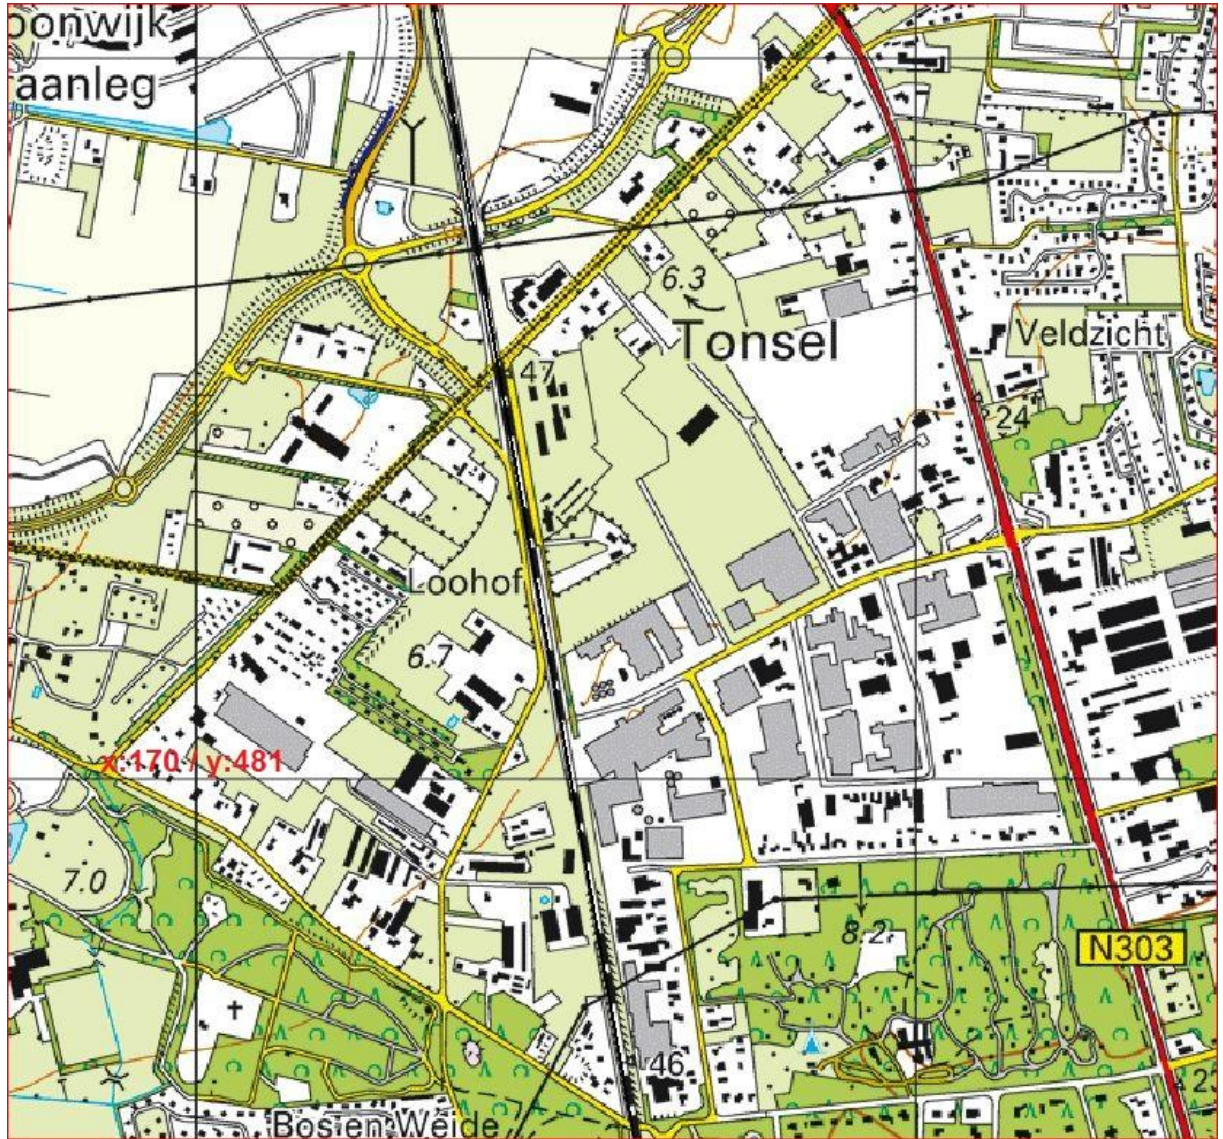 oonwijk
aanleg
6.3
Tonsel
Veldzicht
47
24
Loohof
6.7
x:170 / y:481
7.0
8.2
N303
46
Bos en Weide